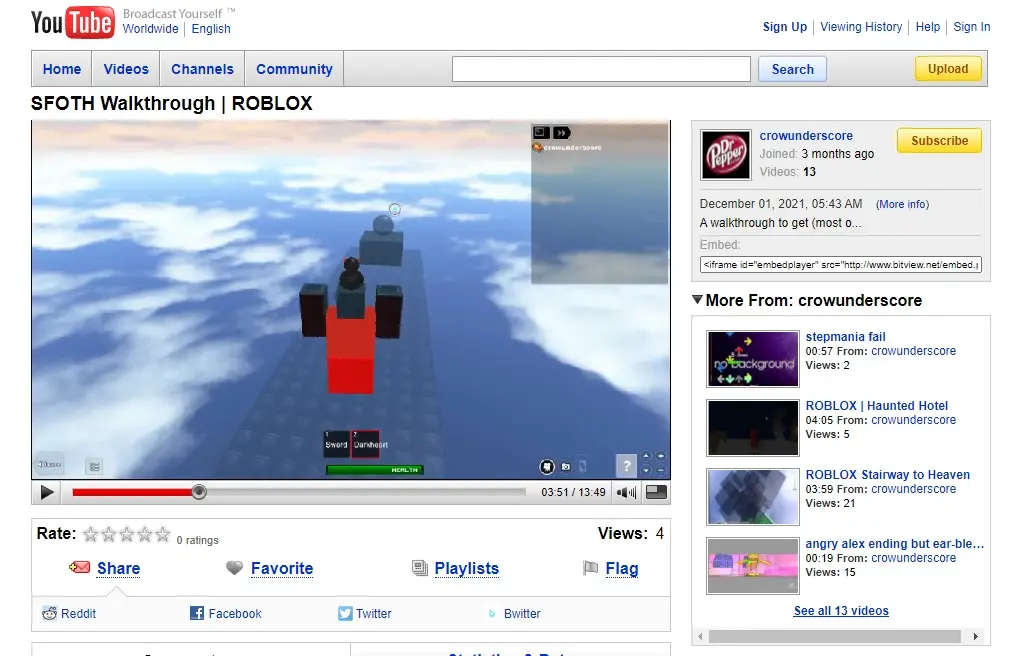 YouTube
Broadcast Yourself ™
Worldwide | English
Sign Up | Viewing History | Help | Sign In
Home
Videos
Channels
Community
Search
Upload
SFOTH Walkthrough | ROBLOX
crowunderscore
1 Sword
2 Darkheart
HEALTH
?
03:51 / 13:49
Rate:
0 ratings
Views: 4
Share
Favorite
Playlists
Flag
Reddit
Facebook
Twitter
Bwitter
Dr Pepper
crowunderscore
Joined: 3 months ago
Videos: 13
Subscribe
December 01, 2021, 05:43 AM (More info)
A walkthrough to get (most o...
Embed:
<iframe id="embedplayer" src="http://www.bitview.net/embed.
More From: crowunderscore
no background
stepmania fail
00:57 From: crowunderscore
Views: 2
ROBLOX | Haunted Hotel
04:05 From: crowunderscore
Views: 5
ROBLOX Stairway to Heaven
03:59 From: crowunderscore
Views: 21
angry alex ending but ear-ble...
00:19 From: crowunderscore
Views: 15
See all 13 videos